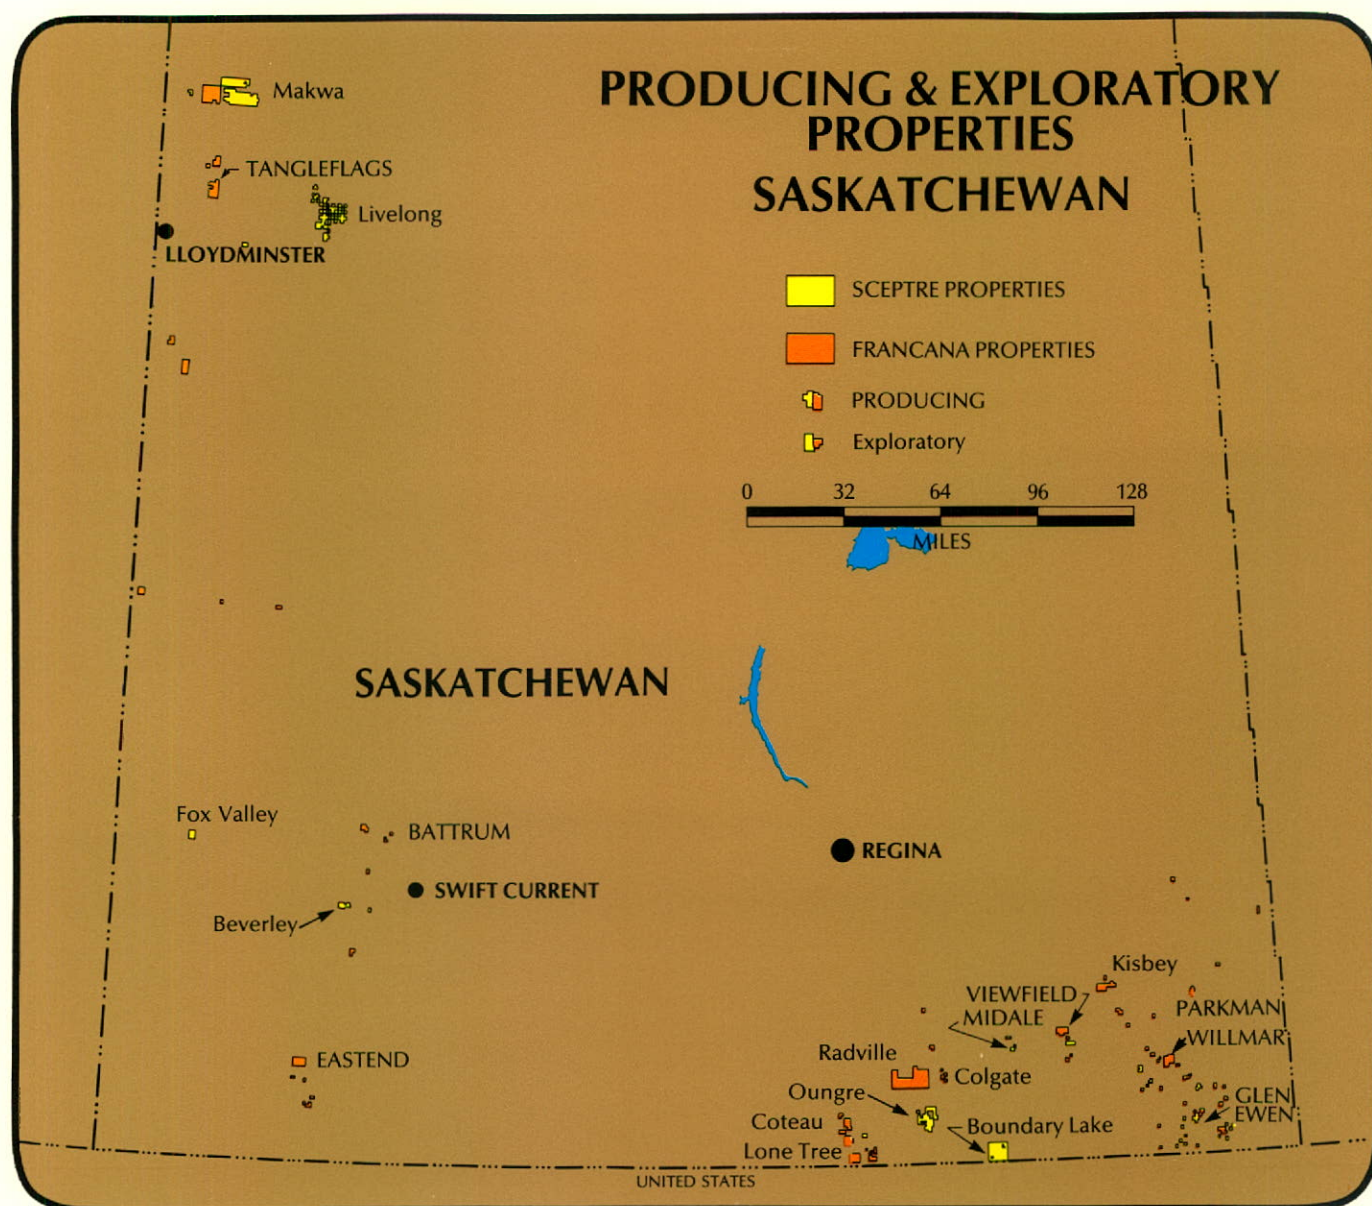 PRODUCING & EXPLORATORY
PROPERTIES
SASKATCHEWAN
Makwa
TANGLEFLAGS
Livelong
LLOYDMINSTER
SCEPTRE PROPERTIES
FRANCANA PROPERTIES
PRODUCING
Exploratory
0 32 64 96 128
MILES
SASKATCHEWAN
Fox Valley
BATTRUM
REGINA
SWIFT CURRENT
Beverley
Kisbey
VIEWFIELD
MIDALE
PARKMAN
WILLMAR
Radville
EASTEND
Colgate
Oungre
GLEN
EWEN
Coteau
Boundary Lake
Lone Tree
UNITED STATES